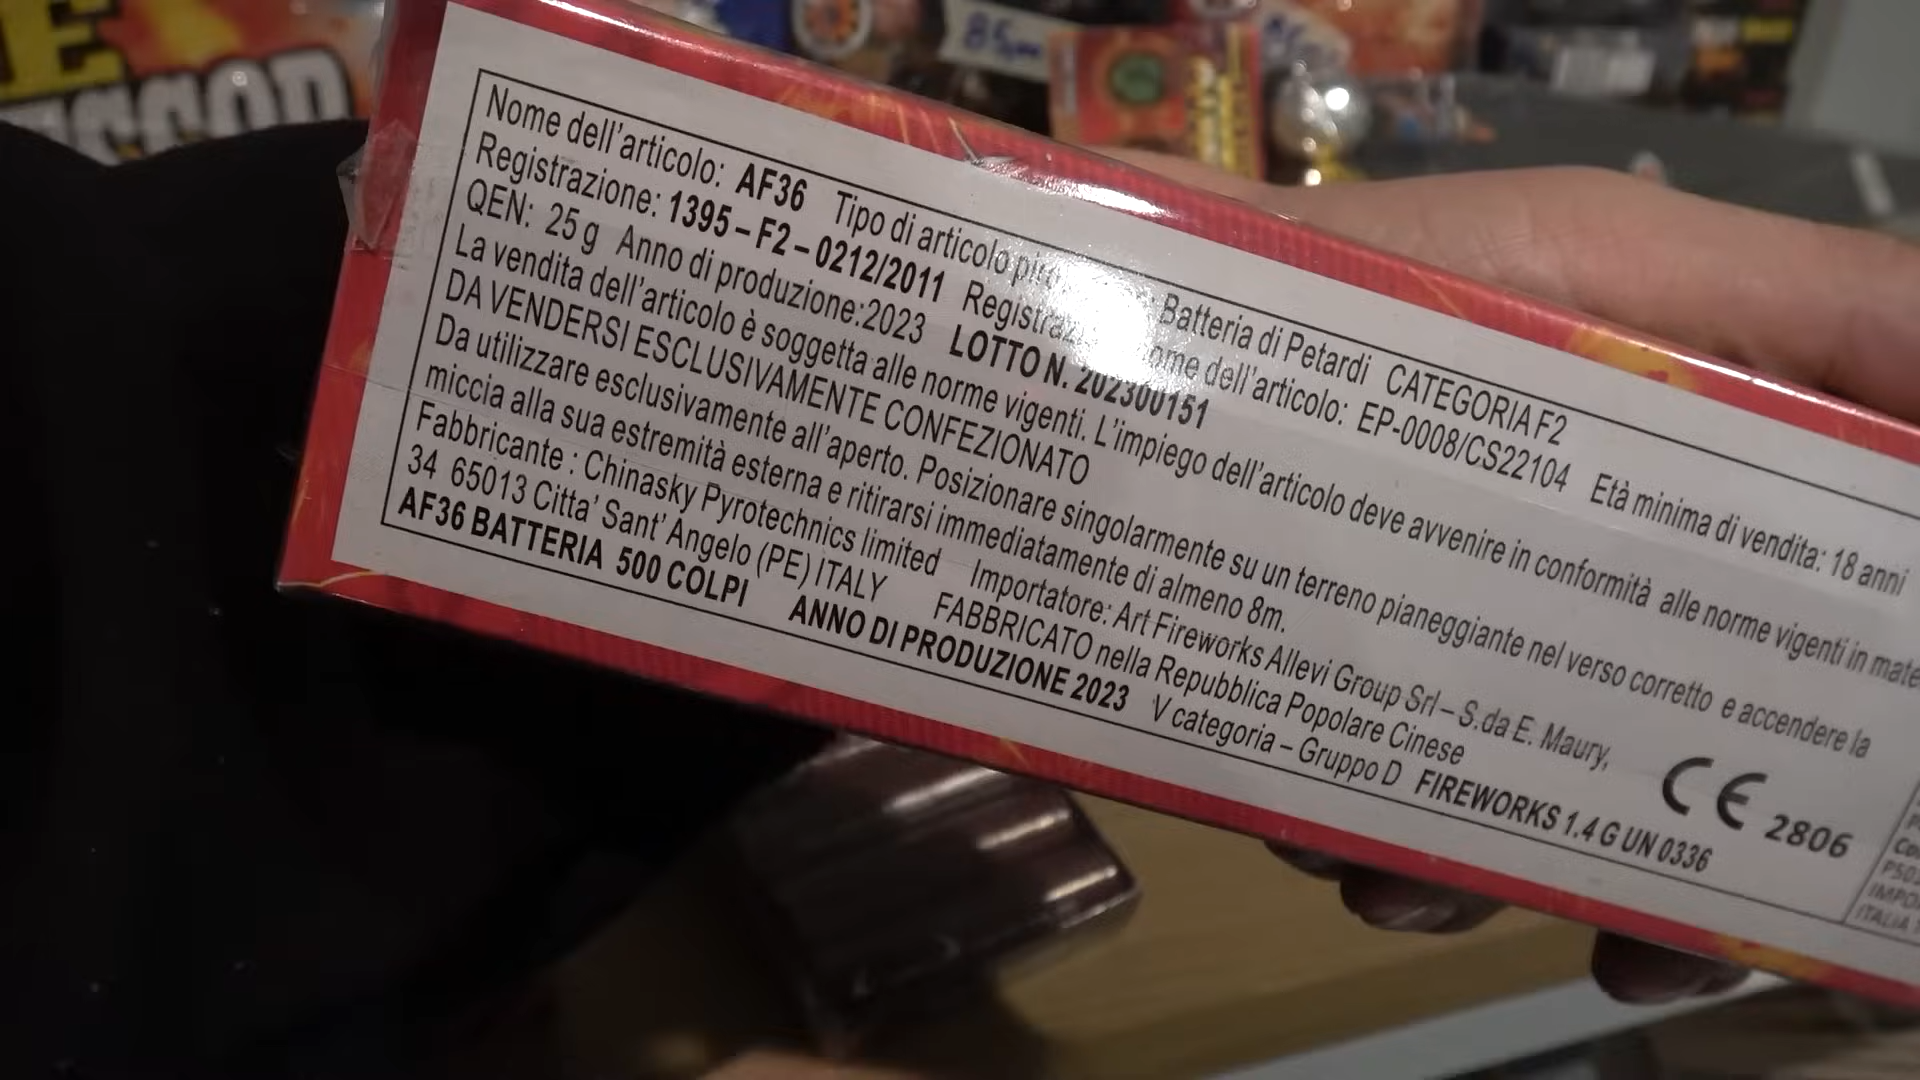 85
Nome dell'articolo: AF36 Tipo di articolo Batteria di Petardi CATEGORIA F2
Registrazione: 1395 – F2 – 0212/2011 nome dell'articolo: EP-0008/CS22104 Età minima di vendita: 18 anni
QEN: 25 g Anno di produzione:2023 LOTTO N. 202300151
La vendita dell'articolo è soggetta alle norme vigenti. L'impiego dell'articolo deve avvenire in conformità alle norme vigenti in mate
DA VENDERSI ESCLUSIVAMENTE CONFEZIONATO
Da utilizzare esclusivamente all'aperto. Posizionare singolarmente su un terreno pianeggiante nel verso corretto e accendere la
miccia alla sua estremità esterna e ritirarsi immediatamente di almeno 8m.
Fabbricante : Chinasky Pyrotechnics limited Importatore: Art Fireworks Allevi Group Srl – S.da E. Maury,
34 65013 Citta' Sant' Angelo (PE) ITALY FABBRICATO nella Repubblica Popolare Cinese
AF36 BATTERIA 500 COLPI ANNO DI PRODUZIONE 2023 V categoria – Gruppo D FIREWORKS 1.4 G UN 0336
CE 2806
ITALIA